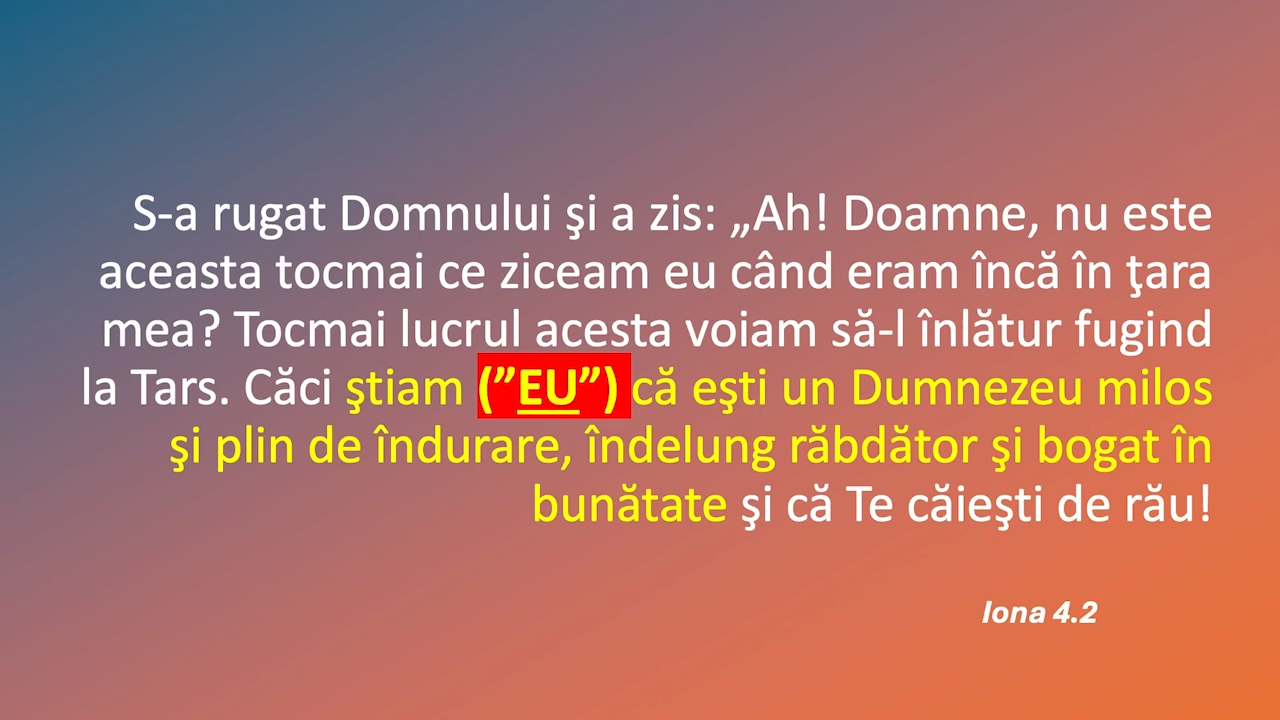 S-a rugat Domnului şi a zis: „Ah! Doamne, nu este
aceasta tocmai ce ziceam eu când eram încă în ţara
mea? Tocmai lucrul acesta voiam să-l înlătur fugind
la Tars. Căci ştiam (”EU”) că eşti un Dumnezeu milos
şi plin de îndurare, îndelung răbdător şi bogat în
bunătate şi că Te căieşti de rău!
Iona 4.2